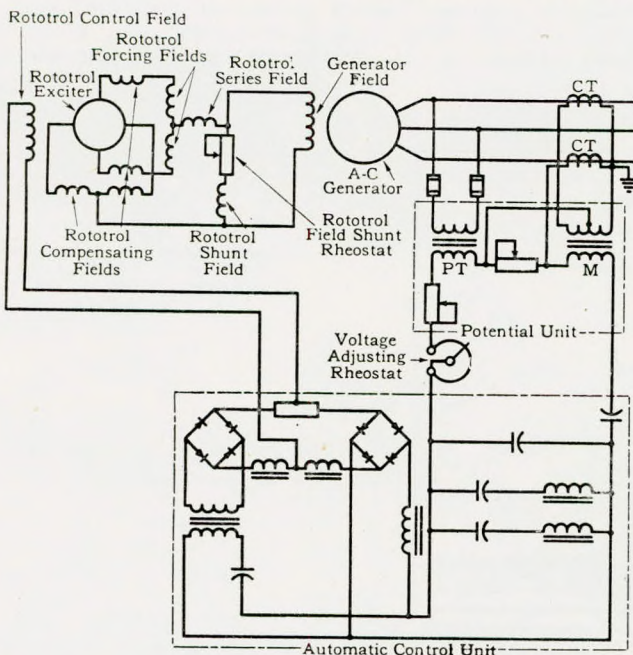 Rototrol Control Field
Rototrol
Forcing Fields
Rototrol
Series Field
Generator
Field
Rototrol
Exciter
CT
CT
A-C
Generator
Rototrol
Compensating
Fields
Rototrol
Shunt
Field
Rototrol
Field Shunt
Rheostat
PT
M
Potential Unit
Voltage
Adjusting
Rheostat
Automatic Control Unit